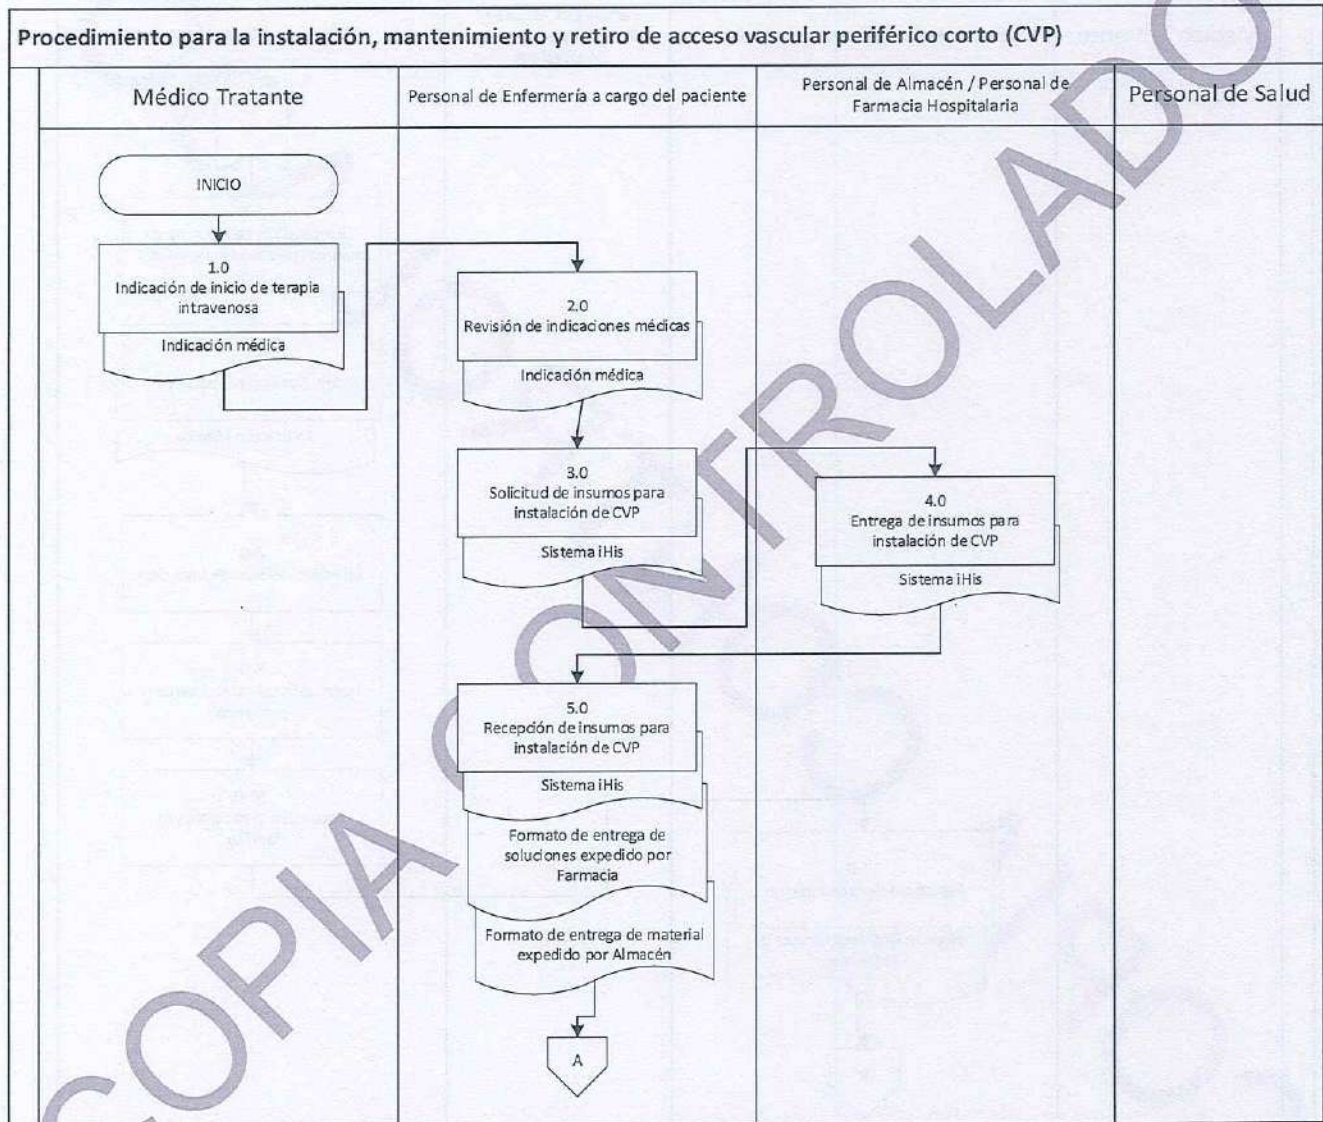 Procedimiento para la instalación, mantenimiento y retiro de acceso vascular periférico corto (CVP)
Médico Tratante
Personal de Enfermería a cargo del paciente
Personal de Almacén / Personal de
Farmacia Hospitalaria
Personal de Salud
INICIO
1.0
Indicación de inicio de terapia
intravenosa
Indicación médica
2.0
Revisión de indicaciones médicas
Indicación médica
3.0
Solicitud de insumos para
instalación de CVP
Sistema iHis
4.0
Entrega de insumos para
instalación de CVP
Sistema iHis
5.0
Recepción de insumos para
instalación de CVP
Sistema iHis
Formato de entrega de
soluciones expedido por
Farmacia
Formato de entrega de material
expedido por Almacén
A
COPIA CONTROLADO